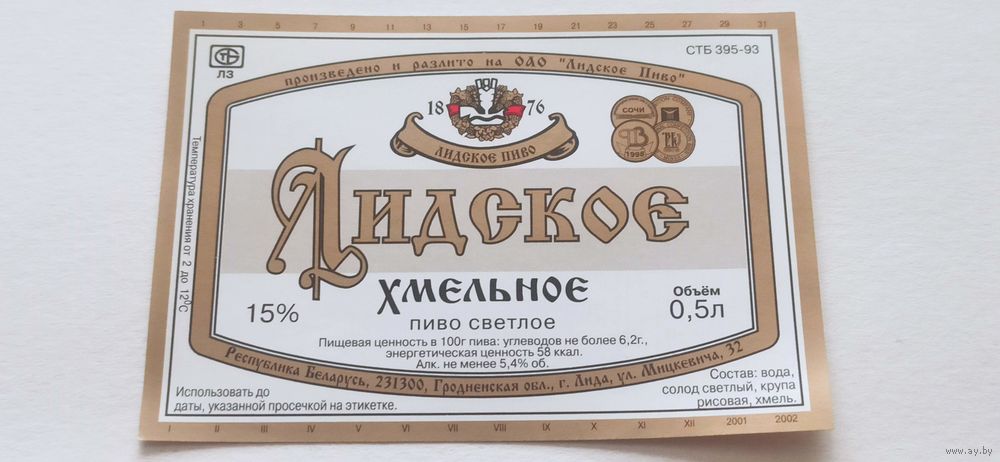 1 3 5 7 9 11 13 15 17 19 21 23 25 27 29 31
ЛЗ
СТБ 395-93
произведено и разлито на ОАО "Лидское Пиво"
1876
ЛИДСКОЕ ПИВО
СОЧИ
1998
Температура хранения от 2 до 12°С
ЛИДСКОЕ
ХМЕЛЬНОЕ
15%
пиво светлое
Объём
0,5л
Пищевая ценность в 100г пива: углеводов не более 6,2г.,
энергетическая ценность 58 ккал.
Алк. не менее 5,4% об.
Республика Беларусь, 231300, Гродненская обл., г. Лида, ул. Мицкевича, 32
Использовать до
даты, указанной просечкой на этикетке.
Состав: вода,
солод светлый, крупа
рисовая, хмель.
I II III IV V VI VII VIII IX X XI XII 2001 2002
www.ay.by